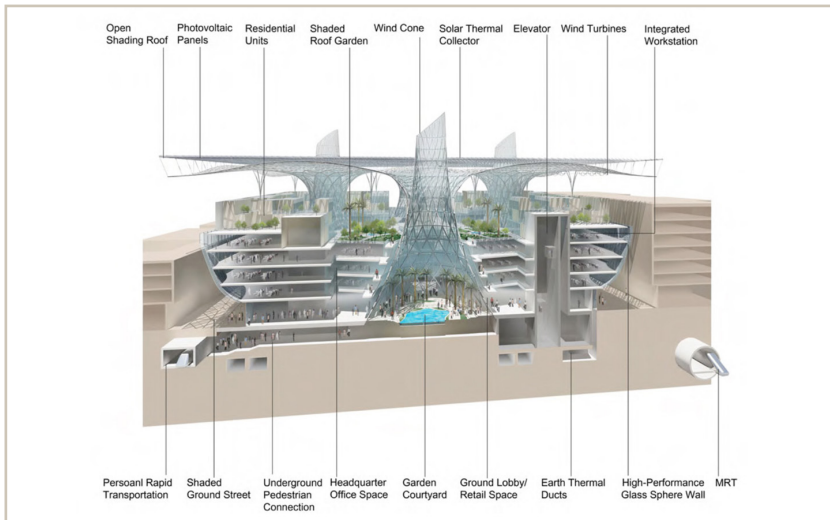 Open
Shading Roof
Photovoltaic
Panels
Residential
Units
Shaded
Roof Garden
Wind Cone
Solar Thermal
Collector
Elevator
Wind Turbines
Integrated
Workstation
Persoanl Rapid
Transportation
Shaded
Ground Street
Underground
Pedestrian
Connection
Headquarter
Office Space
Garden
Courtyard
Ground Lobby/
Retail Space
Earth Thermal
Ducts
High-Performance
Glass Sphere Wall
MRT